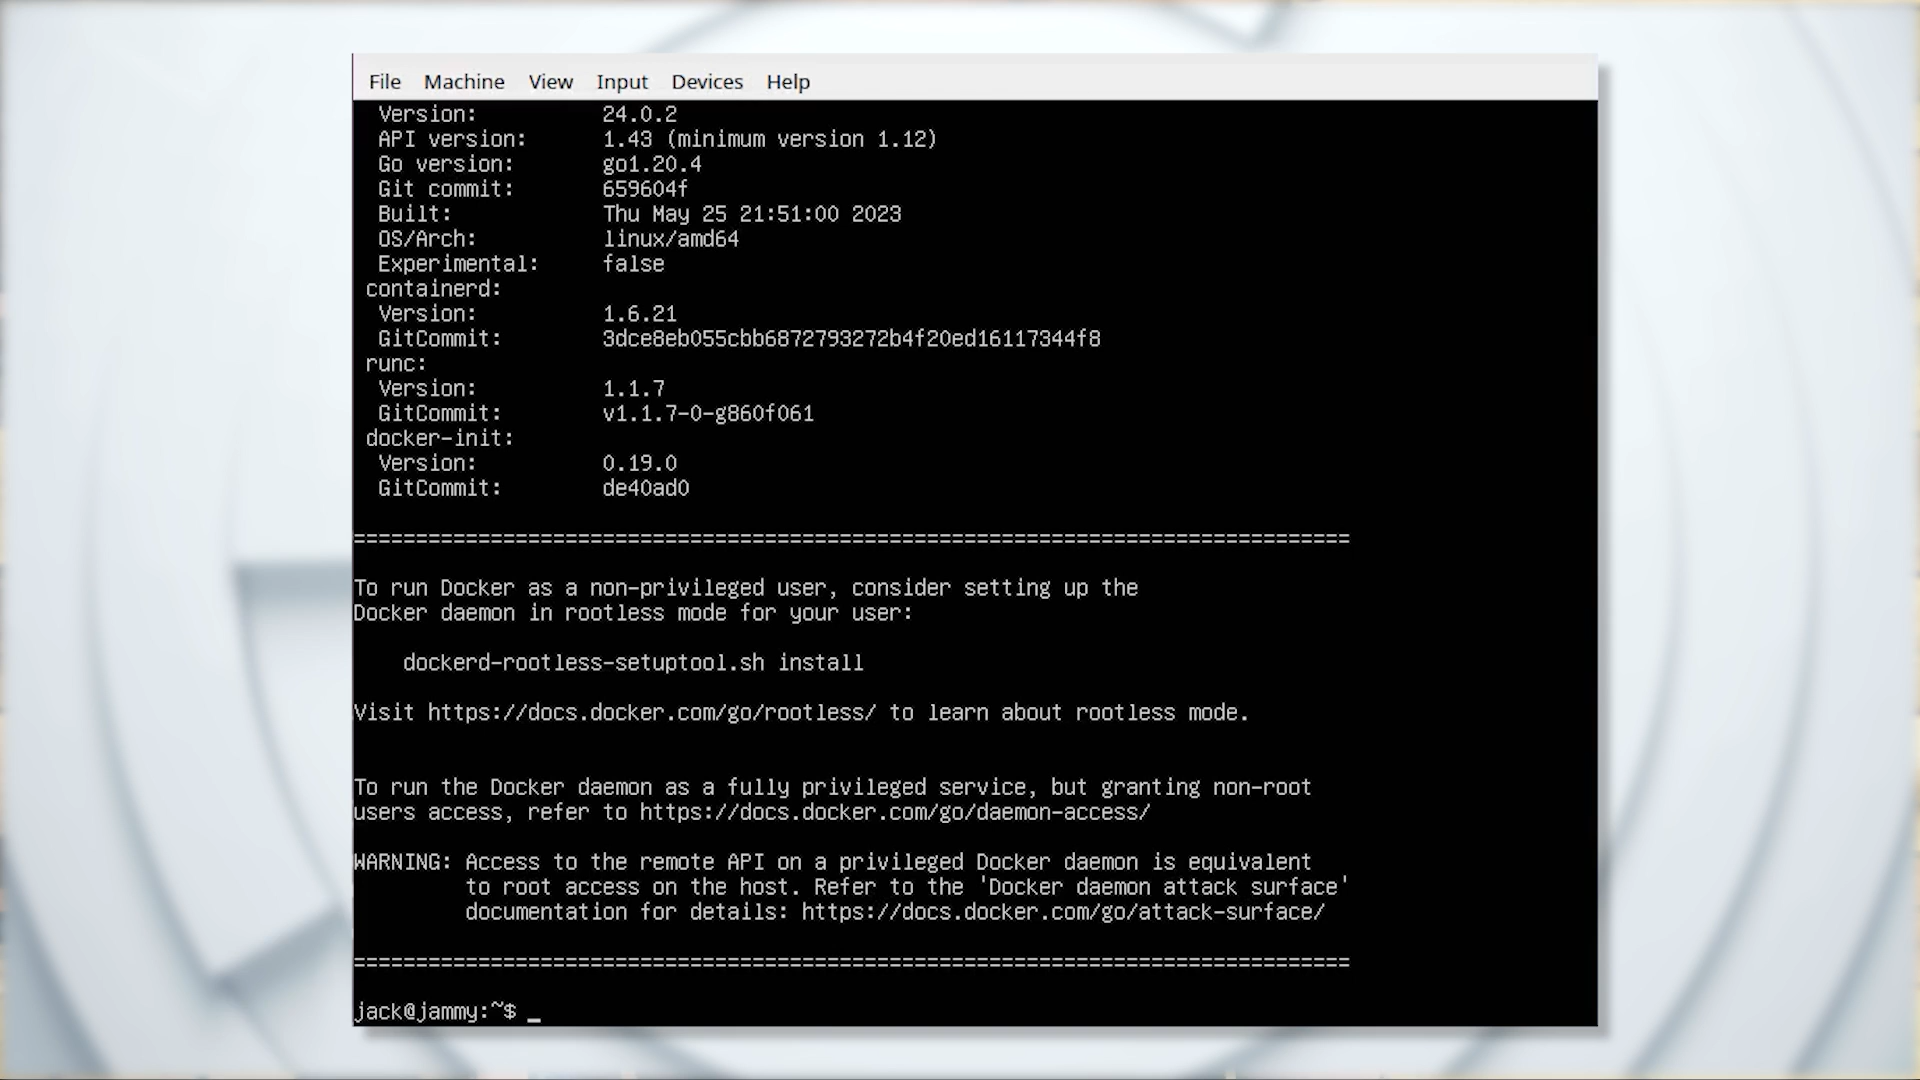 File Machine View Input Devices Help
Version: 24.0.2
API version: 1.43 (minimum version 1.12)
Go version: go1.20.4
Git commit: 659604f
Built: Thu May 25 21:51:00 2023
OS/Arch: linux/amd64
Experimental: false
containerd:
Version: 1.6.21
GitCommit: 3dce8eb055cbb6872793272b4f20ed16117344f8
runc:
Version: 1.1.7
GitCommit: v1.1.7-0-g860f061
docker-init:
Version: 0.19.0
GitCommit: de40ad0
================================================================================
To run Docker as a non-privileged user, consider setting up the
Docker daemon in rootless mode for your user:
dockerd-rootless-setuptool.sh install
Visit https://docs.docker.com/go/rootless/ to learn about rootless mode.
To run the Docker daemon as a fully privileged service, but granting non-root
users access, refer to https://docs.docker.com/go/daemon-access/
WARNING: Access to the remote API on a privileged Docker daemon is equivalent
to root access on the host. Refer to the 'Docker daemon attack surface'
documentation for details: https://docs.docker.com/go/attack-surface/
================================================================================
jack@jammy:~$ _